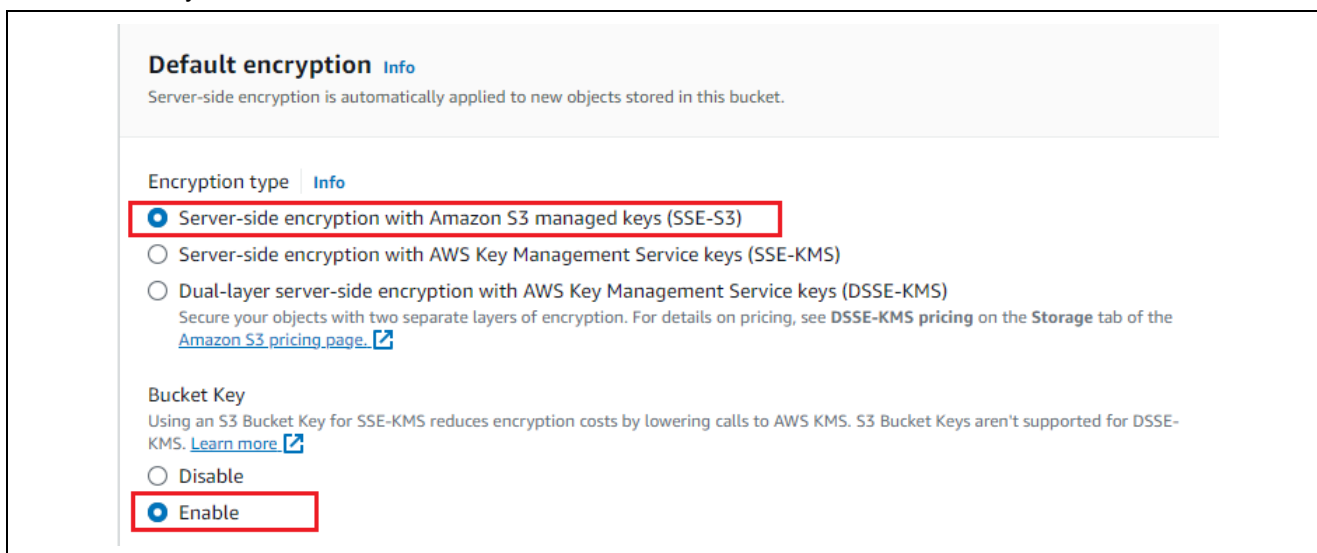 Default encryption Info
Server-side encryption is automatically applied to new objects stored in this bucket.
Encryption type Info
Server-side encryption with Amazon S3 managed keys (SSE-S3)
Server-side encryption with AWS Key Management Service keys (SSE-KMS)
Dual-layer server-side encryption with AWS Key Management Service keys (DSSE-KMS)
Secure your objects with two separate layers of encryption. For details on pricing, see DSSE-KMS pricing on the Storage tab of the
Amazon S3 pricing page.
Bucket Key
Using an S3 Bucket Key for SSE-KMS reduces encryption costs by lowering calls to AWS KMS. S3 Bucket Keys aren't supported for DSSE-
KMS. Learn more
Disable
Enable